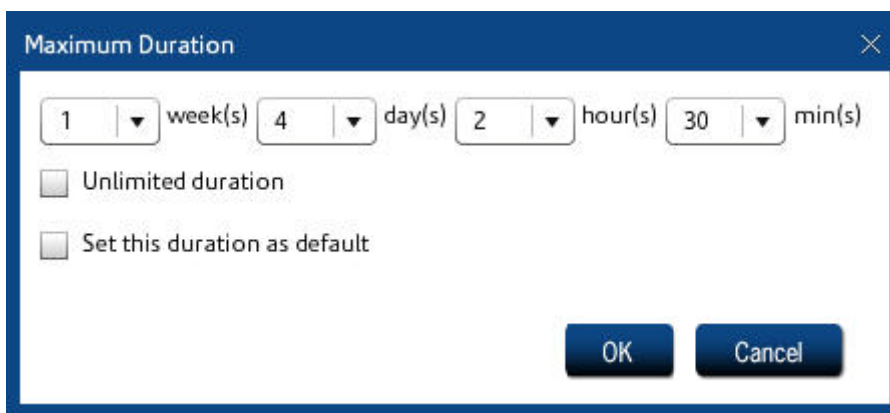 Maximum Duration
1 week(s) 4 day(s) 2 hour(s) 30 min(s)
Unlimited duration
Set this duration as default
OK Cancel